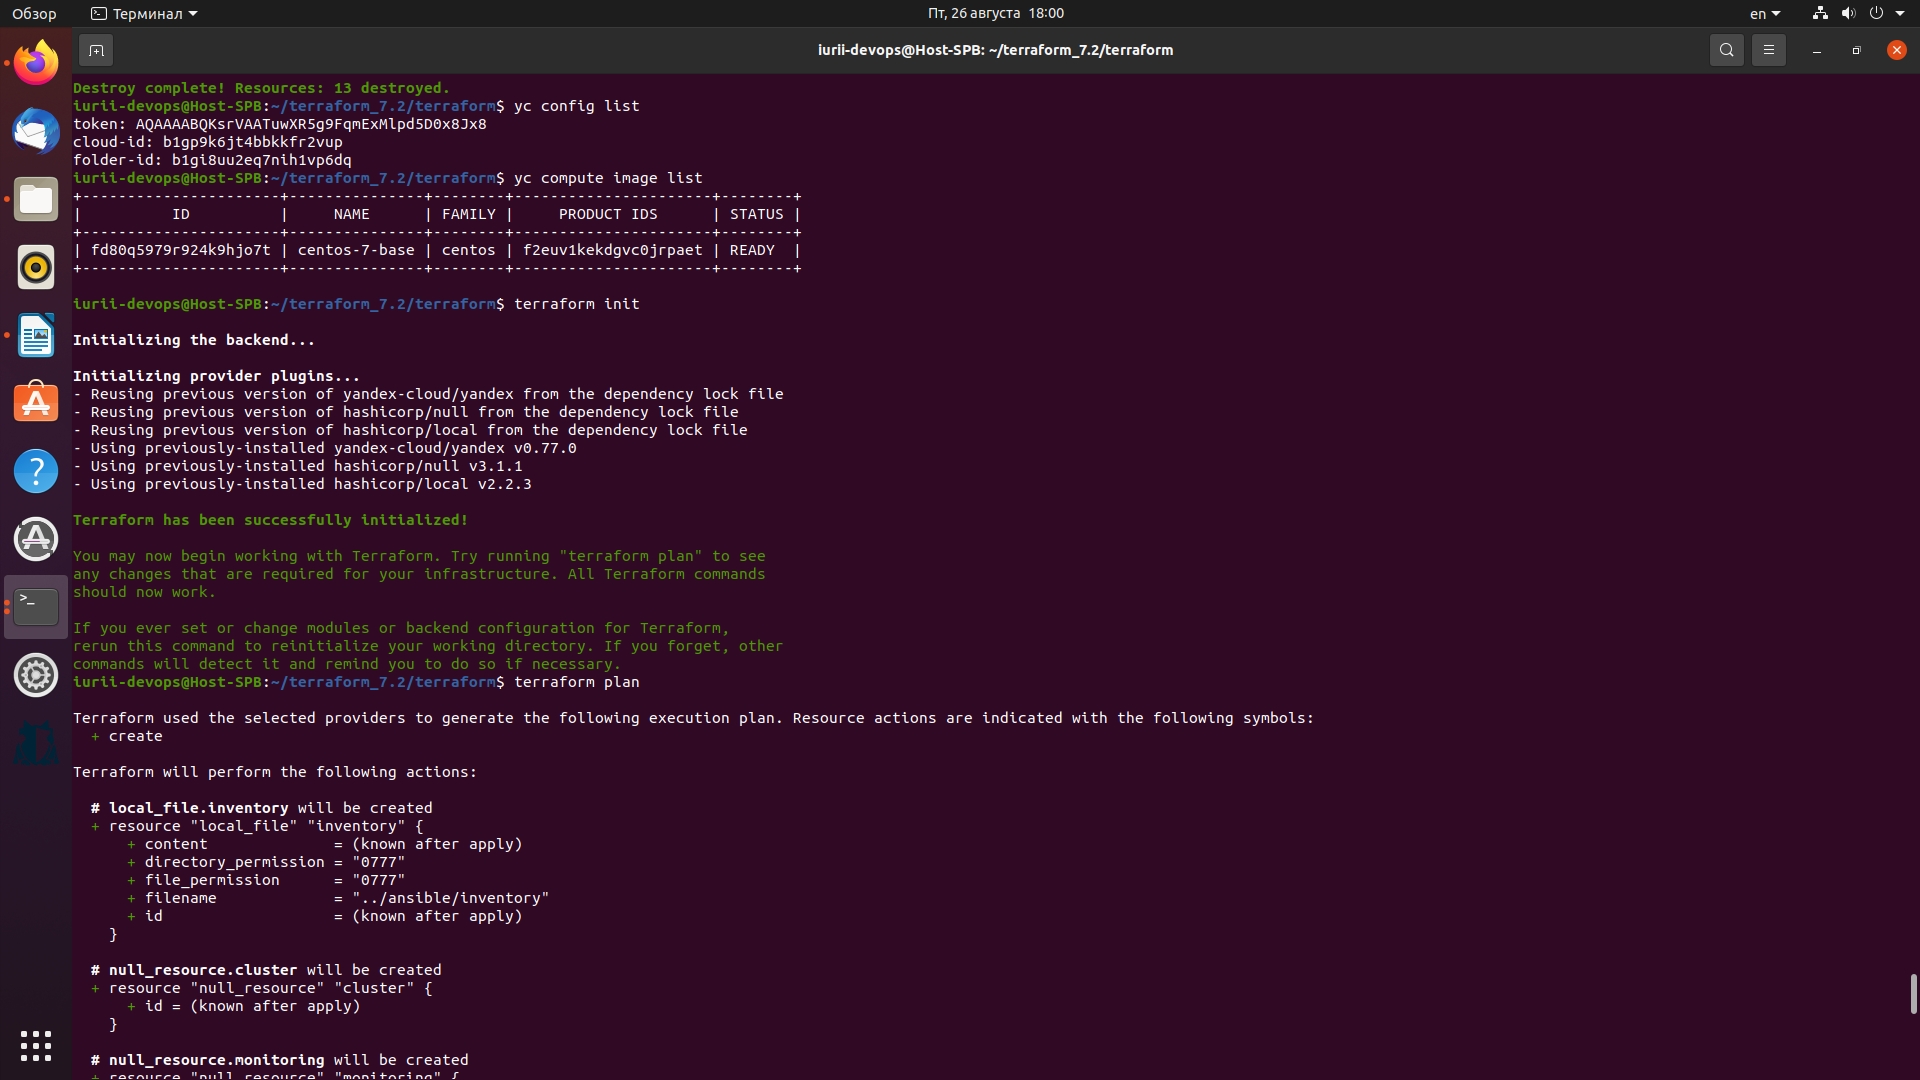 Обзор
Терминал
Пт, 26 августа 18:00
en
iurii-devops@Host-SPB: ~/terraform_7.2/terraform
Destroy complete! Resources: 13 destroyed.
iurii-devops@Host-SPB:~/terraform_7.2/terraform$ yc config list
token: AQAAAABQKsrVAATuwXR5g9FqmExMlpd5D0x8Jx8
cloud-id: b1gp9k6jt4bbkkfr2vup
folder-id: b1gi8uu2eq7nih1vp6dq
iurii-devops@Host-SPB:~/terraform_7.2/terraform$ yc compute image list
+----------------------+---------------+--------+----------------------+--------+
|          ID          |     NAME      | FAMILY |     PRODUCT IDS      | STATUS |
+----------------------+---------------+--------+----------------------+--------+
| fd80q5979r924k9hjo7t | centos-7-base | centos | f2euv1kekdgvc0jrpaet | READY  |
+----------------------+---------------+--------+----------------------+--------+
iurii-devops@Host-SPB:~/terraform_7.2/terraform$ terraform init
Initializing the backend...
Initializing provider plugins...
- Reusing previous version of yandex-cloud/yandex from the dependency lock file
- Reusing previous version of hashicorp/null from the dependency lock file
- Reusing previous version of hashicorp/local from the dependency lock file
- Using previously-installed yandex-cloud/yandex v0.77.0
- Using previously-installed hashicorp/null v3.1.1
- Using previously-installed hashicorp/local v2.2.3
Terraform has been successfully initialized!
You may now begin working with Terraform. Try running "terraform plan" to see
any changes that are required for your infrastructure. All Terraform commands
should now work.
If you ever set or change modules or backend configuration for Terraform,
rerun this command to reinitialize your working directory. If you forget, other
commands will detect it and remind you to do so if necessary.
iurii-devops@Host-SPB:~/terraform_7.2/terraform$ terraform plan
Terraform used the selected providers to generate the following execution plan. Resource actions are indicated with the following symbols:
  + create
Terraform will perform the following actions:
  # local_file.inventory will be created
  + resource "local_file" "inventory" {
      + content              = (known after apply)
      + directory_permission = "0777"
      + file_permission      = "0777"
      + filename             = "../ansible/inventory"
      + id                   = (known after apply)
    }
  # null_resource.cluster will be created
  + resource "null_resource" "cluster" {
      + id = (known after apply)
    }
  # null_resource.monitoring will be created
  + resource "null_resource" "monitoring" {